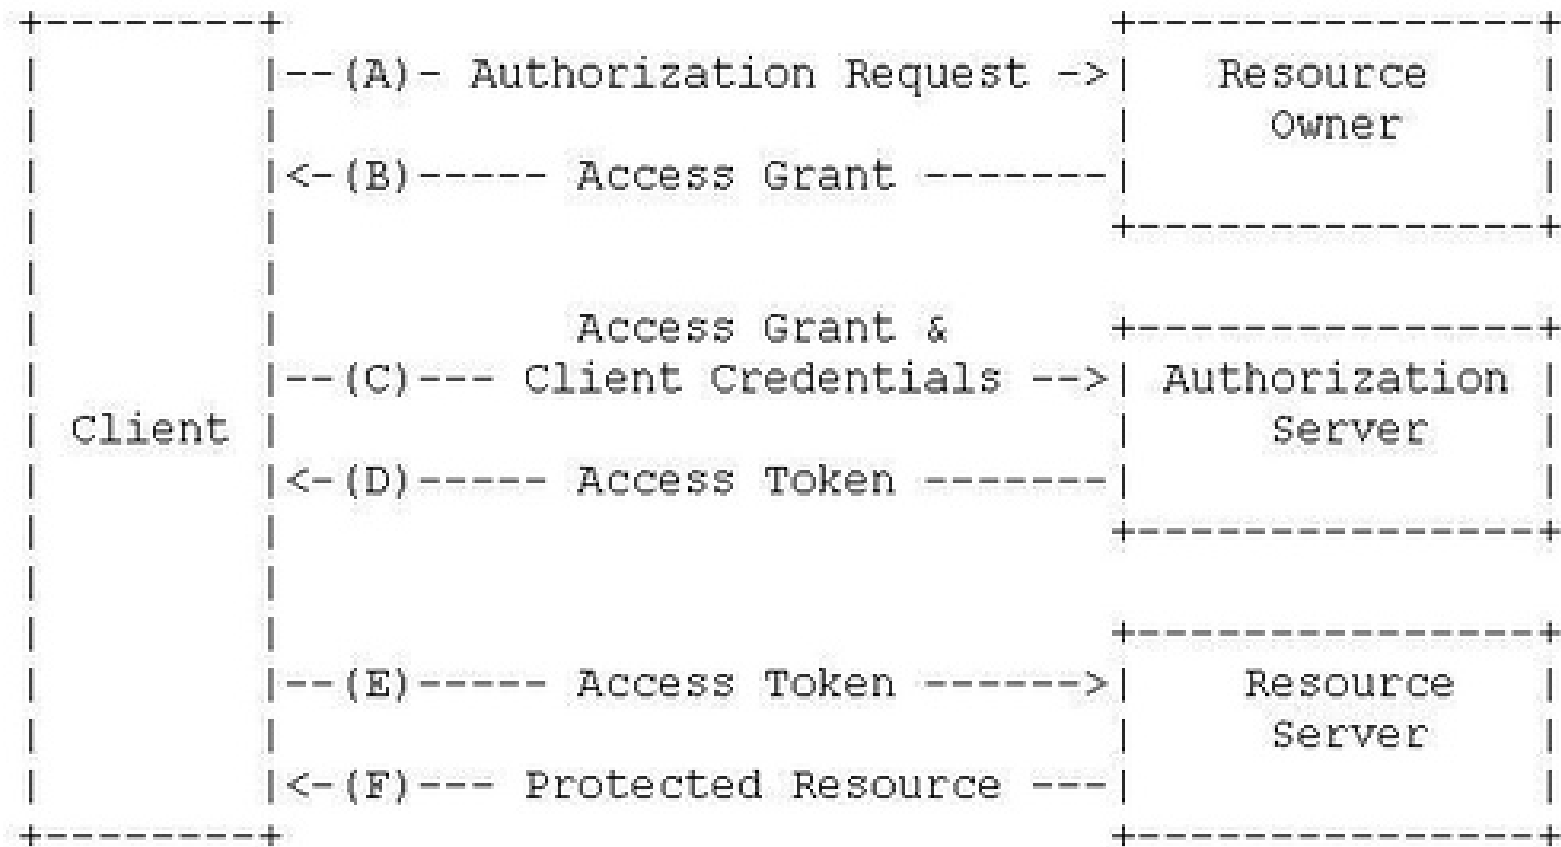 +---------+                               +----------------+
|         |--(A)- Authorization Request ->|    Resource    |
|         |                               |      Owner     |
|         |<-(B)----- Access Grant -------|                |
|         |                               +----------------+
|         |
|         |           Access Grant &      +----------------+
|         |--(C)--- Client Credentials -->|  Authorization |
|  Client |                               |      Server    |
|         |<-(D)----- Access Token -------|                |
|         |                               +----------------+
|         |
|         |                               +----------------+
|         |--(E)----- Access Token ------>|     Resource   |
|         |                               |      Server    |
|         |<-(F)--- Protected Resource ---|                |
+---------+                               +----------------+